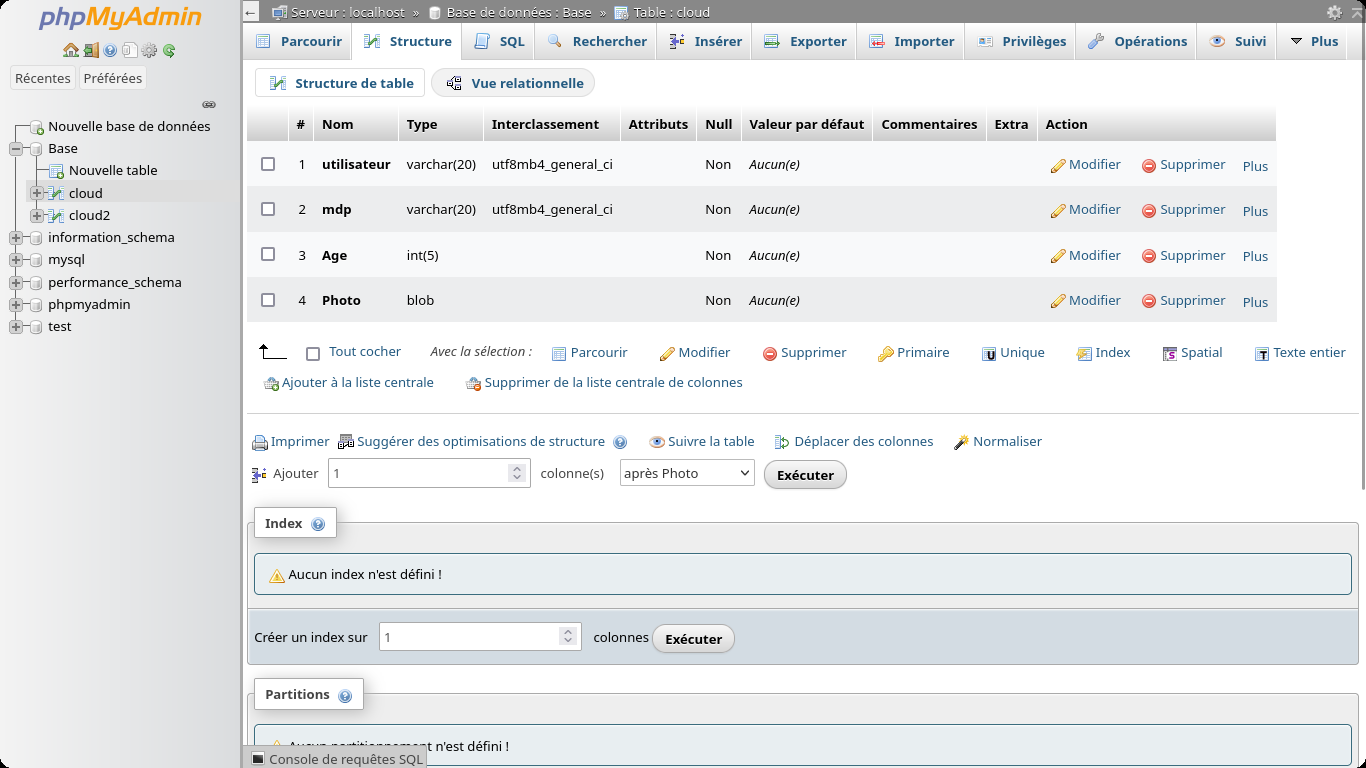 phpMyAdmin
Récentes Préférées
Nouvelle base de données
Base
Nouvelle table
cloud
cloud2
information_schema
mysql
performance_schema
phpmyadmin
test
← Serveur : localhost » Base de données : Base » Table : cloud
Parcourir Structure SQL Rechercher Insérer Exporter Importer Privilèges Opérations Suivi Plus
Structure de table Vue relationnelle
# Nom Type Interclassement Attributs Null Valeur par défaut Commentaires Extra Action
1 utilisateur varchar(20) utf8mb4_general_ci Non Aucun(e) Modifier Supprimer Plus
2 mdp varchar(20) utf8mb4_general_ci Non Aucun(e) Modifier Supprimer Plus
3 Age int(5) Non Aucun(e) Modifier Supprimer Plus
4 Photo blob Non Aucun(e) Modifier Supprimer Plus
Tout cocher Avec la sélection : Parcourir Modifier Supprimer Primaire Unique Index Spatial Texte entier
Ajouter à la liste centrale Supprimer de la liste centrale de colonnes
Imprimer Suggérer des optimisations de structure Suivre la table Déplacer des colonnes Normaliser
Ajouter 1 colonne(s) après Photo Exécuter
Index
Aucun index n'est défini !
Créer un index sur 1 colonnes Exécuter
Partitions
Aucun partitionnement n'est défini !
Console de requêtes SQL